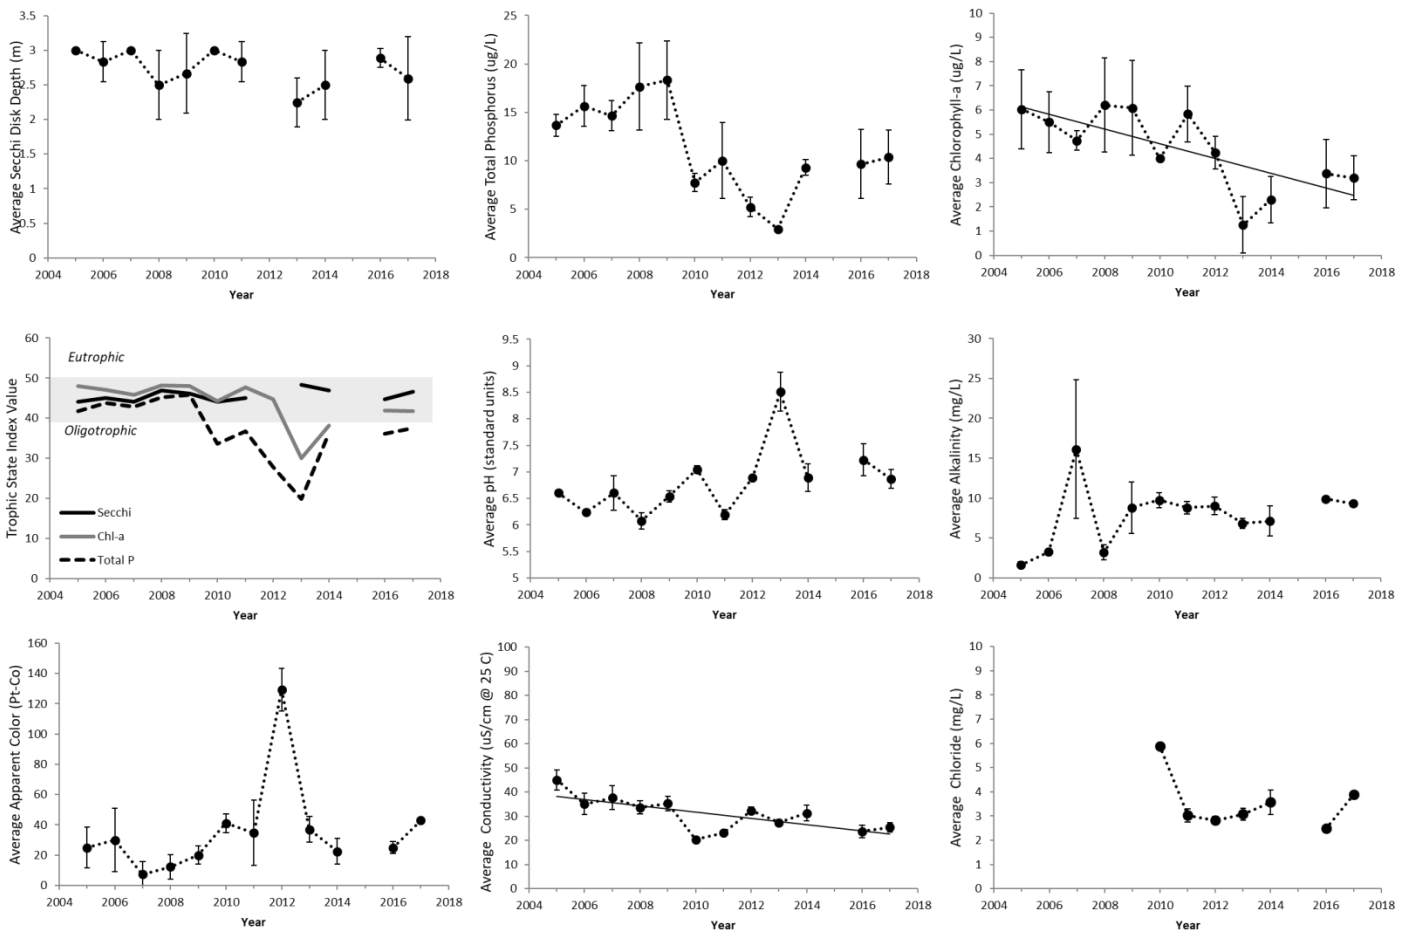 Average Secchi Disk Depth (m)
3.5
3
2.5
2
1.5
1
0.5
0
2004 2006 2008 2010 2012 2014 2016 2018
Year
Average Total Phosphorus (ug/L)
25
20
15
10
5
0
2004 2006 2008 2010 2012 2014 2016 2018
Year
Average Chlorophyll-a (ug/L)
10
9
8
7
6
5
4
3
2
1
0
2004 2006 2008 2010 2012 2014 2016 2018
Year
Trophic State Index Value
60
50
40
30
20
10
0
Eutrophic
Oligotrophic
Secchi
Chl-a
Total P
2004 2006 2008 2010 2012 2014 2016 2018
Year
Average pH (standard units)
9.5
9
8.5
8
7.5
7
6.5
6
5.5
5
2004 2006 2008 2010 2012 2014 2016 2018
Year
Average Alkalinity (mg/L)
30
25
20
15
10
5
0
2004 2006 2008 2010 2012 2014 2016 2018
Year
Average Apparent Color (Pt-Co)
160
140
120
100
80
60
40
20
0
2004 2006 2008 2010 2012 2014 2016 2018
Year
Average Conductivity (uS/cm @ 25 C)
100
90
80
70
60
50
40
30
20
10
0
2004 2006 2008 2010 2012 2014 2016 2018
Year
Average Chloride (mg/L)
10
9
8
7
6
5
4
3
2
1
0
2004 2006 2008 2010 2012 2014 2016 2018
Year